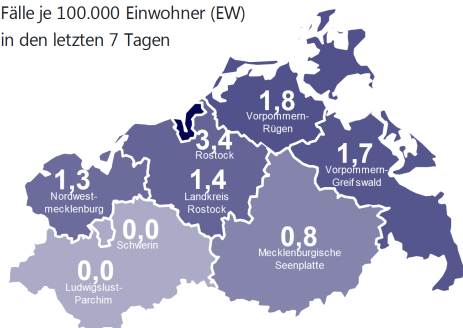 Fälle je 100.000 Einwohner (EW)
in den letzten 7 Tagen
1,8
Vorpommern-
Rügen
3,4
Rostock
1,7
Vorpommern-
Greifswald
1,3
Nordwest-
mecklenburg
1,4
Landkreis
Rostock
0,0
Schwerin
0,8
Mecklenburgische
Seenplatte
0,0
Ludwigslust-
Parchim